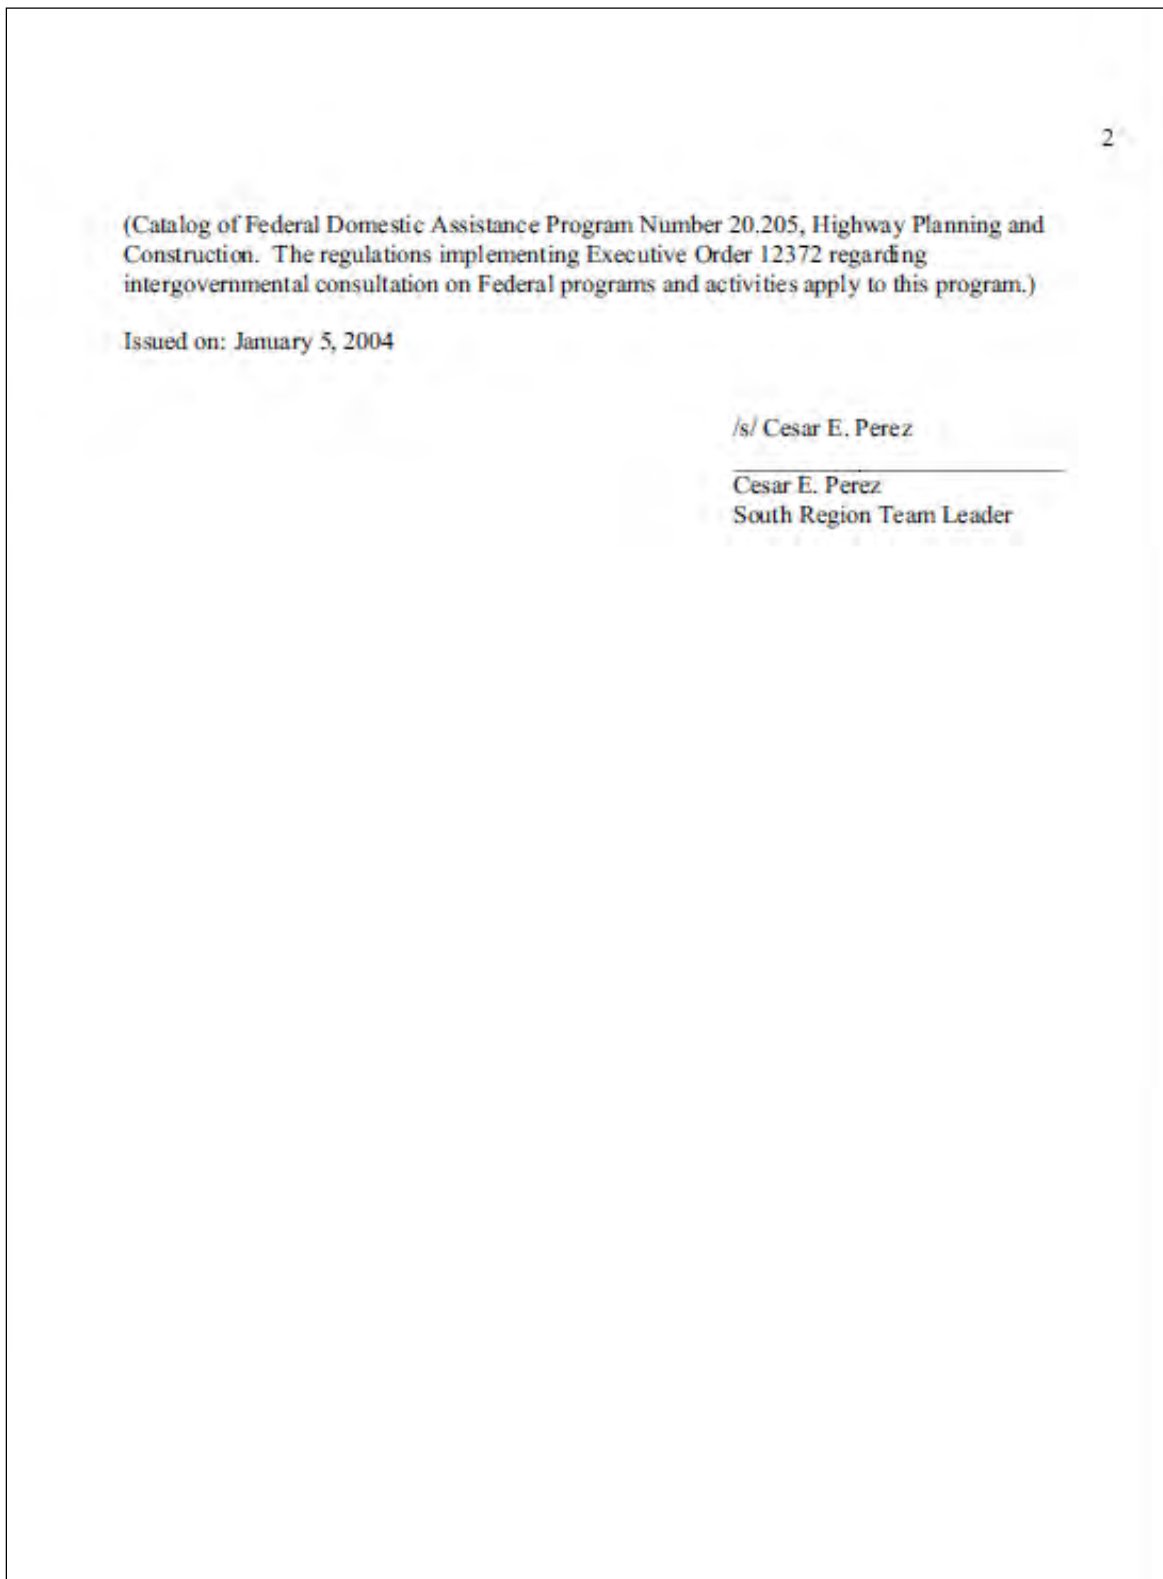 2
(Catalog of Federal Domestic Assistance Program Number 20.205, Highway Planning and
Construction.  The regulations implementing Executive Order 12372 regarding
intergovernmental consultation on Federal programs and activities apply to this program.)
Issued on: January 5, 2004
/s/ Cesar E. Perez
Cesar E. Perez
South Region Team Leader